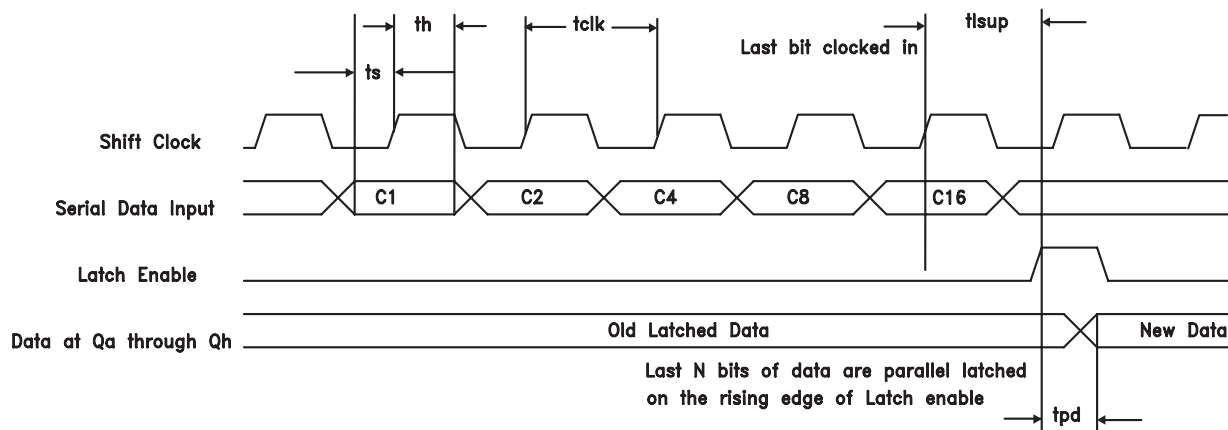 th
tclk
tlsup
Last bit clocked in
ts
Shift Clock
C1
C2
C4
C8
C16
Serial Data Input
Latch Enable
Data at Qa through Qh
Old Latched Data
New Data
Last N bits of data are parallel latched
on the rising edge of Latch enable
tpd